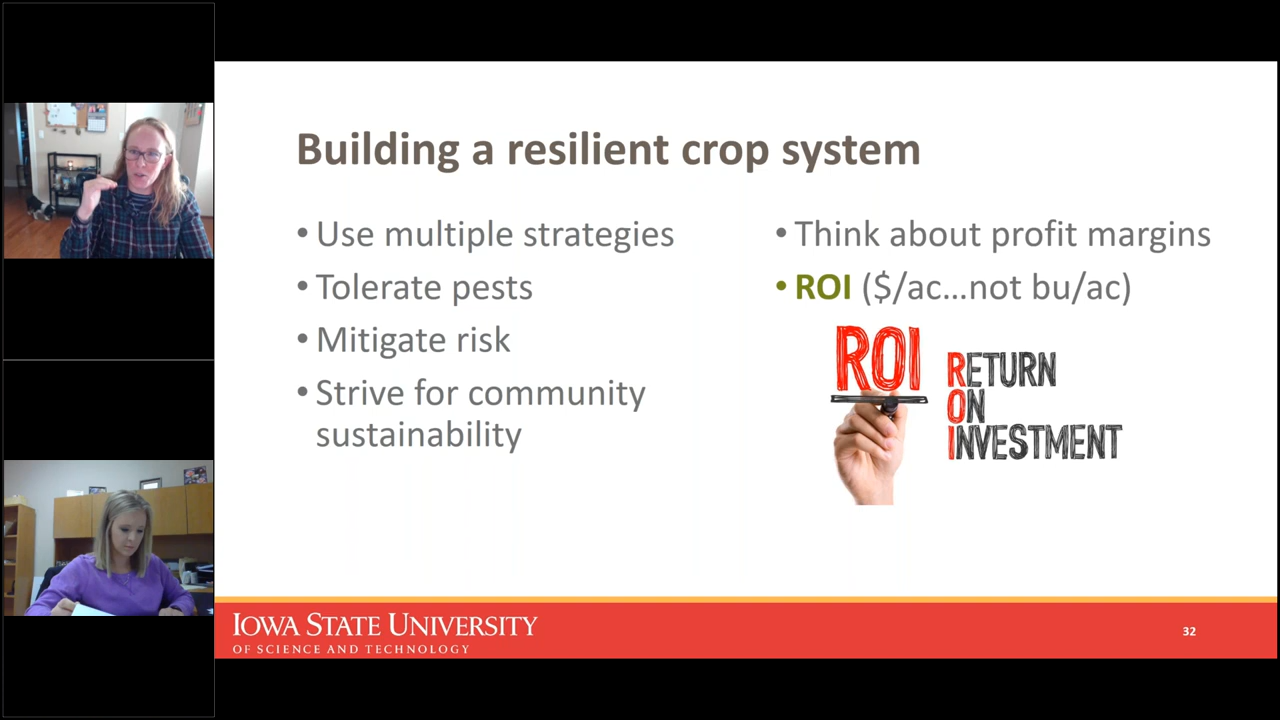 Building a resilient crop system
• Use multiple strategies
• Tolerate pests
• Mitigate risk
• Strive for community
sustainability
• Think about profit margins
• ROI ($/ac...not bu/ac)
ROI
RETURN
ON
INVESTMENT
IOWA STATE UNIVERSITY
OF SCIENCE AND TECHNOLOGY
32